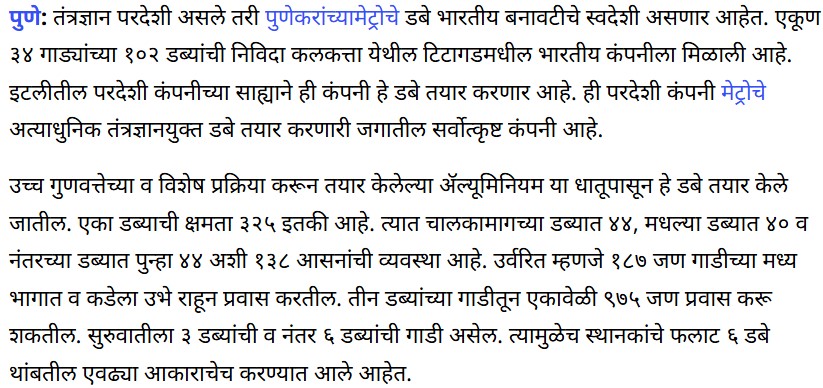 पुणे: तंत्रज्ञान परदेशी असले तरी पुणेकरांच्यामेट्रोचे डबे भारतीय बनावटीचे स्वदेशी असणार आहेत. एकूण
३४ गाड्यांच्या १०२ डब्यांची निविदा कलकत्ता येथील टिटागडमधील भारतीय कंपनीला मिळाली आहे.
इटलीतील परदेशी कंपनीच्या साह्याने ही कंपनी हे डबे तयार करणार आहे. ही परदेशी कंपनी मेट्रोचे
अत्याधुनिक तंत्रज्ञानयुक्त डबे तयार करणारी जगातील सर्वोत्कृष्ट कंपनी आहे.
उच्च गुणवत्तेच्या व विशेष प्रक्रिया करून तयार केलेल्या ॲल्यूमिनियम या धातूपासून हे डबे तयार केले
जातील. एका डब्याची क्षमता ३२५ इतकी आहे. त्यात चालकामागच्या डब्यात ४४, मधल्या डब्यात ४० व
नंतरच्या डब्यात पुन्हा ४४ अशी १३८ आसनांची व्यवस्था आहे. उर्वरित म्हणजे १८७ जण गाडीच्या मध्य
भागात व कडेला उभे राहून प्रवास करतील. तीन डब्यांच्या गाडीतून एकावेळी ९७५ जण प्रवास करू
शकतील. सुरुवातीला ३ डब्यांची व नंतर ६ डब्यांची गाडी असेल. त्यामुळेच स्थानकांचे फलाट ६ डबे
थांबतील एवढ्या आकाराचेच करण्यात आले आहेत.